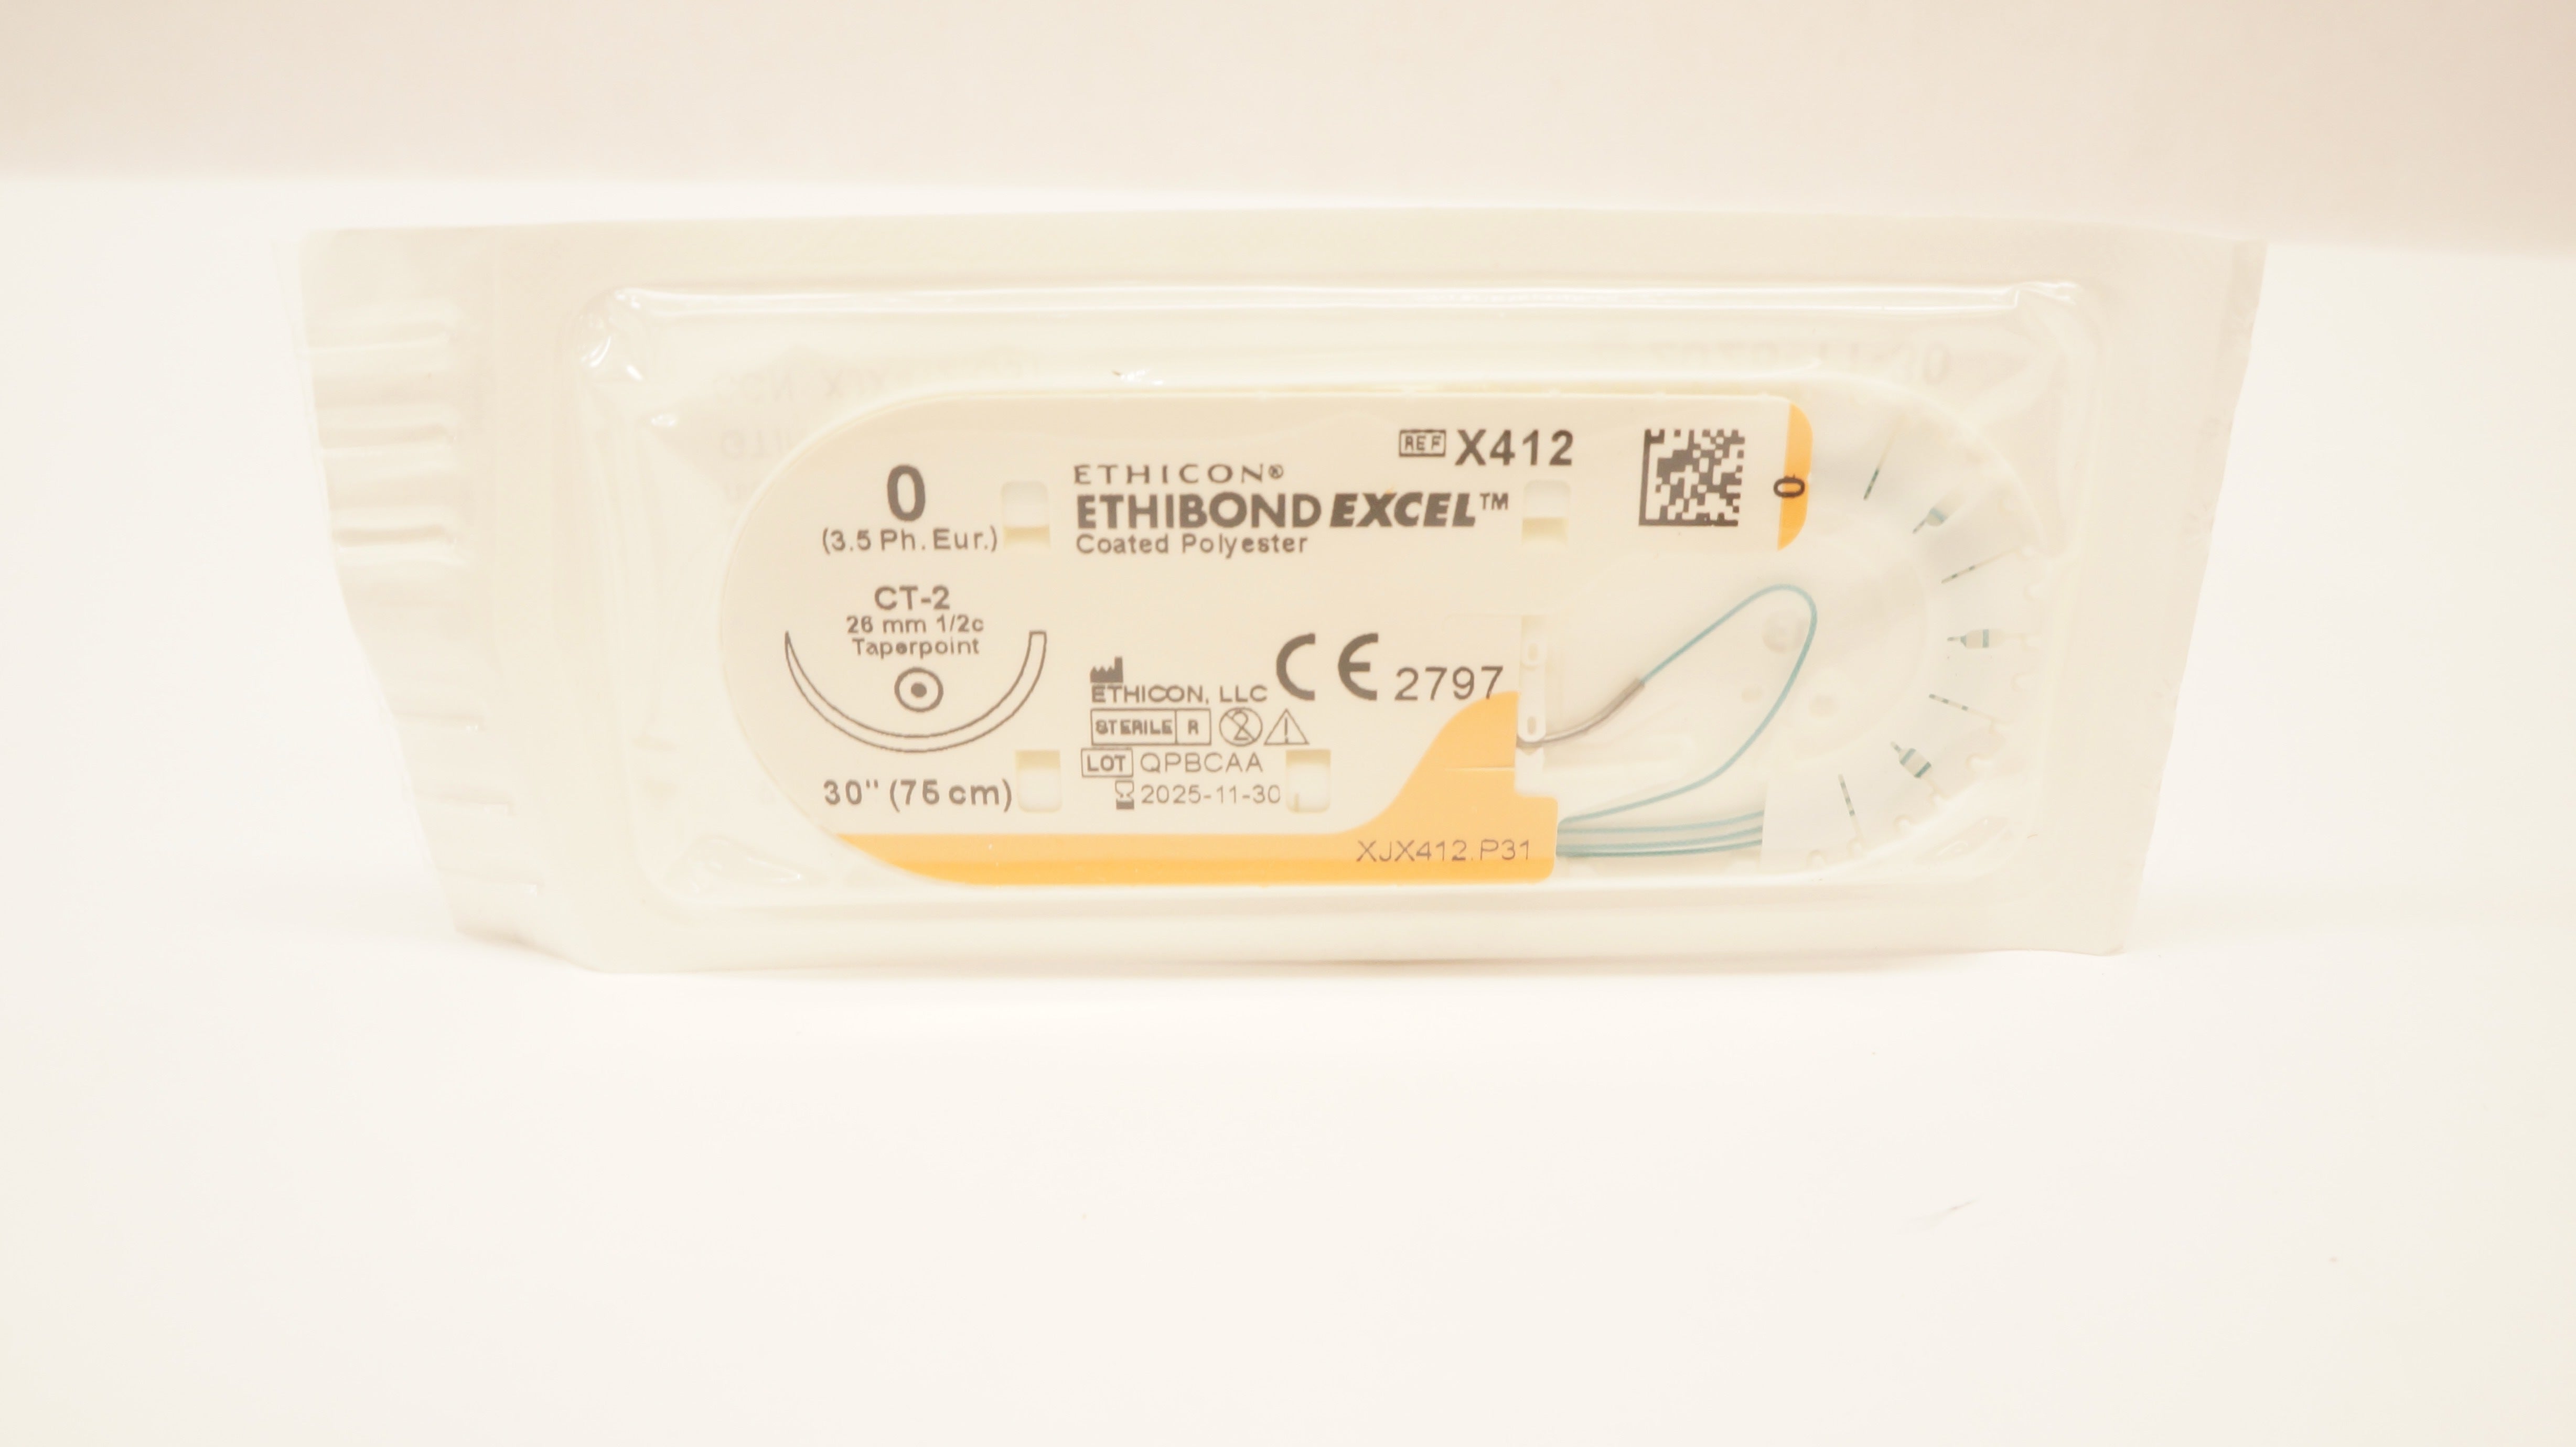 0
(3.5 Ph. Eur.)
CT-2
26 mm 1/2c
Taperpoint
30" (75 cm)
ETHICON®
ETHIBOND EXCEL™
Coated Polyester
REF X412
0
ETHICON, LLC
CE 2797
STERILE R
2
LOT QPBCAA
2025-11-30
XJX412.P31